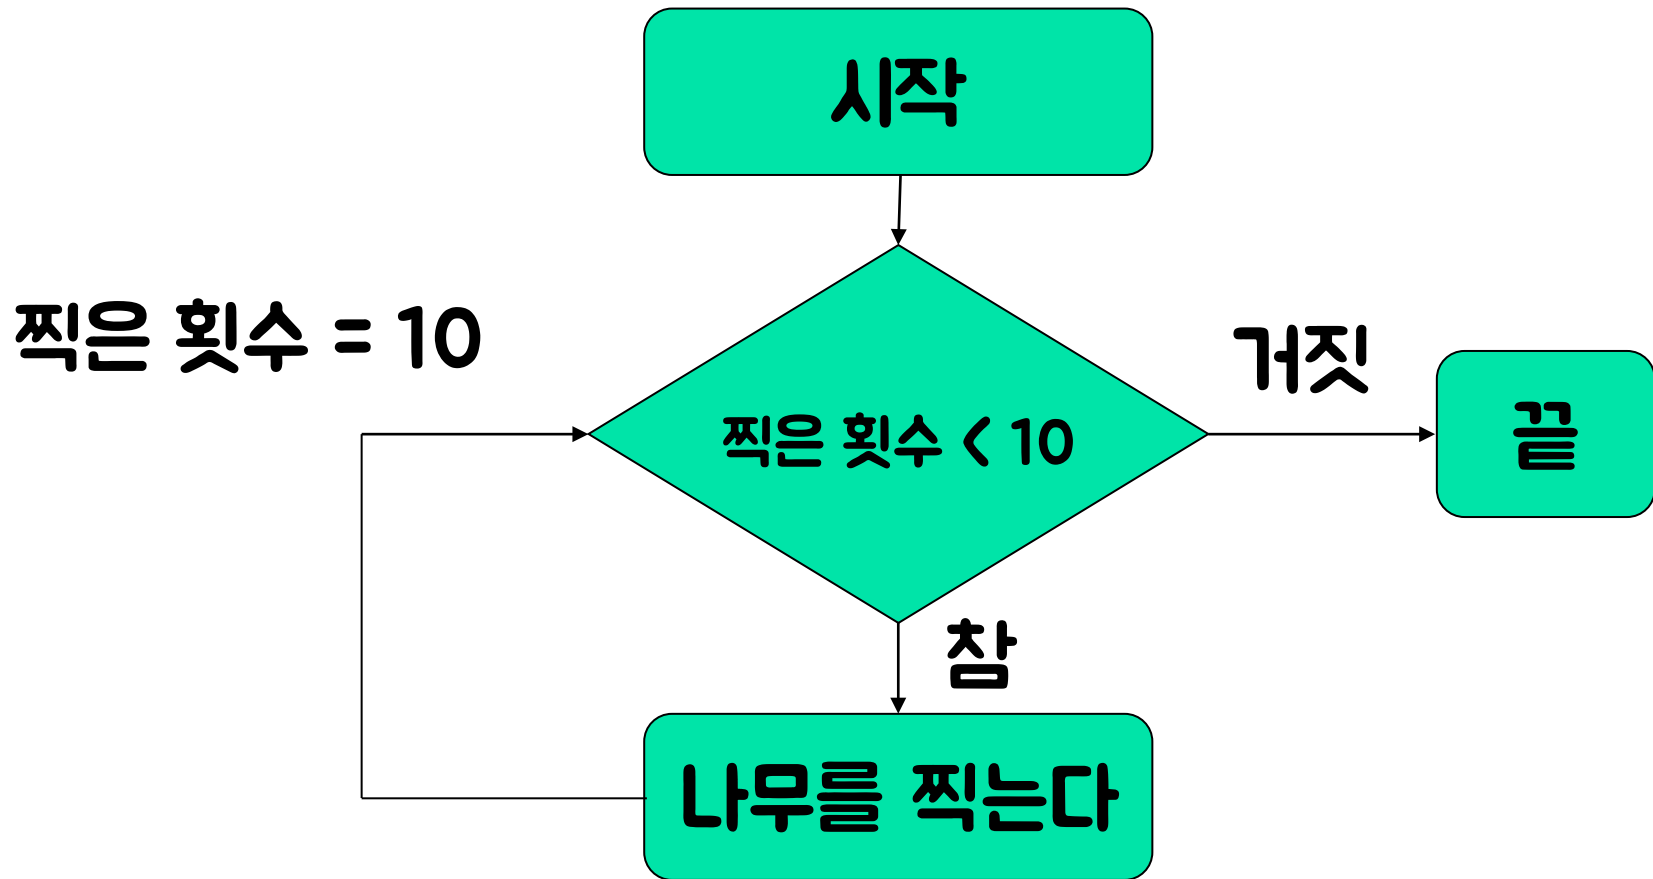 시작
찍은 횟수 = 10
찍은 횟수 < 10
거짓
끝
참
나무를 찍는다